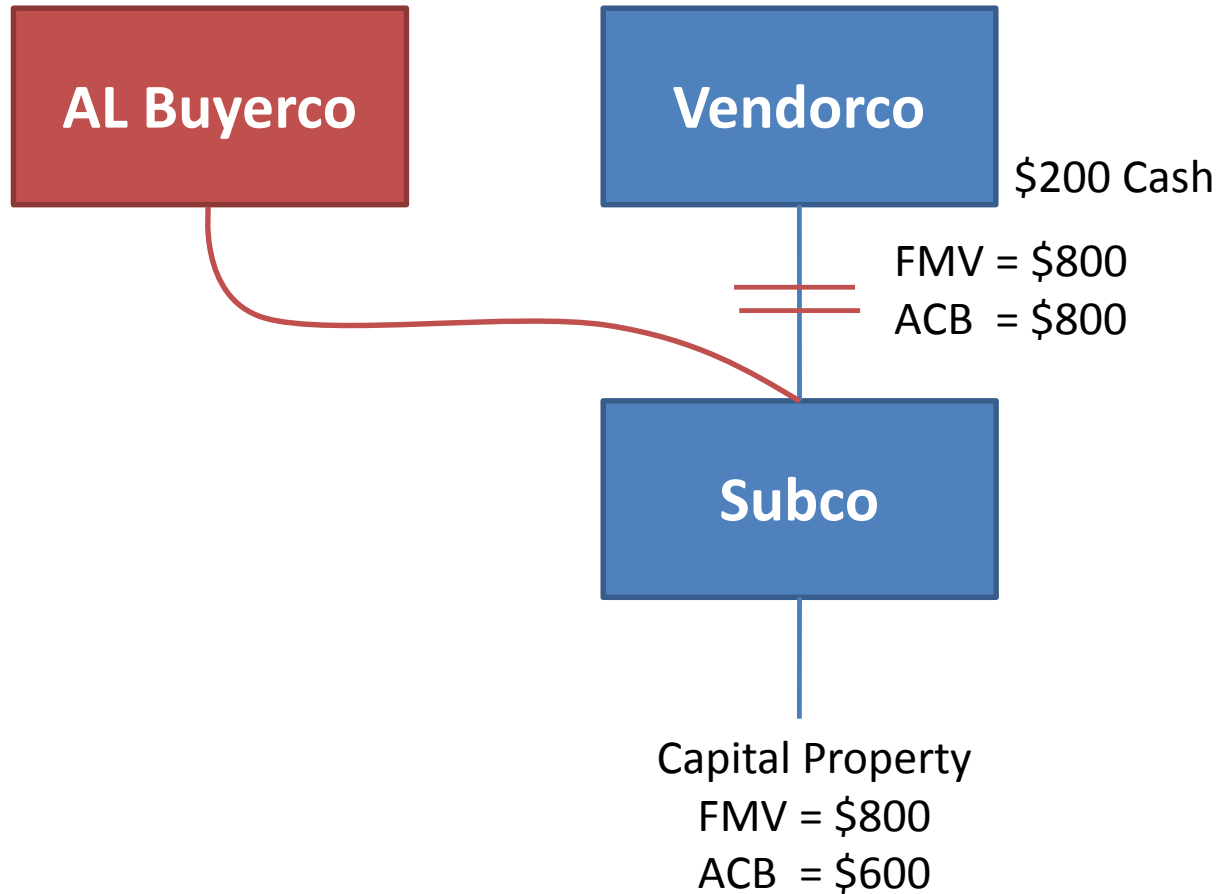 AL Buyerco
Vendorco
$200 Cash
FMV = $800
ACB = $800
Subco
Capital Property
FMV = $800
ACB = $600